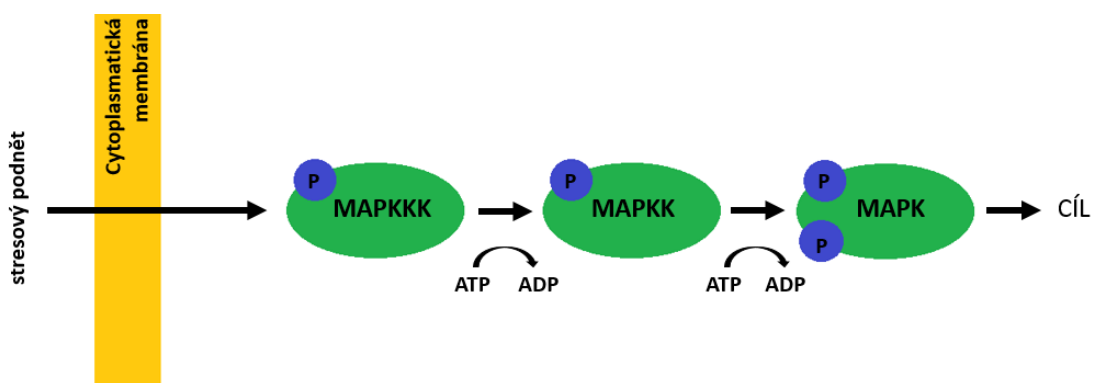 stresový podnět
Cytoplasmatická
membrána
P
MAPKKK
P
MAPKK
P
MAPK
P
CÍL
ATP
ADP
ATP
ADP